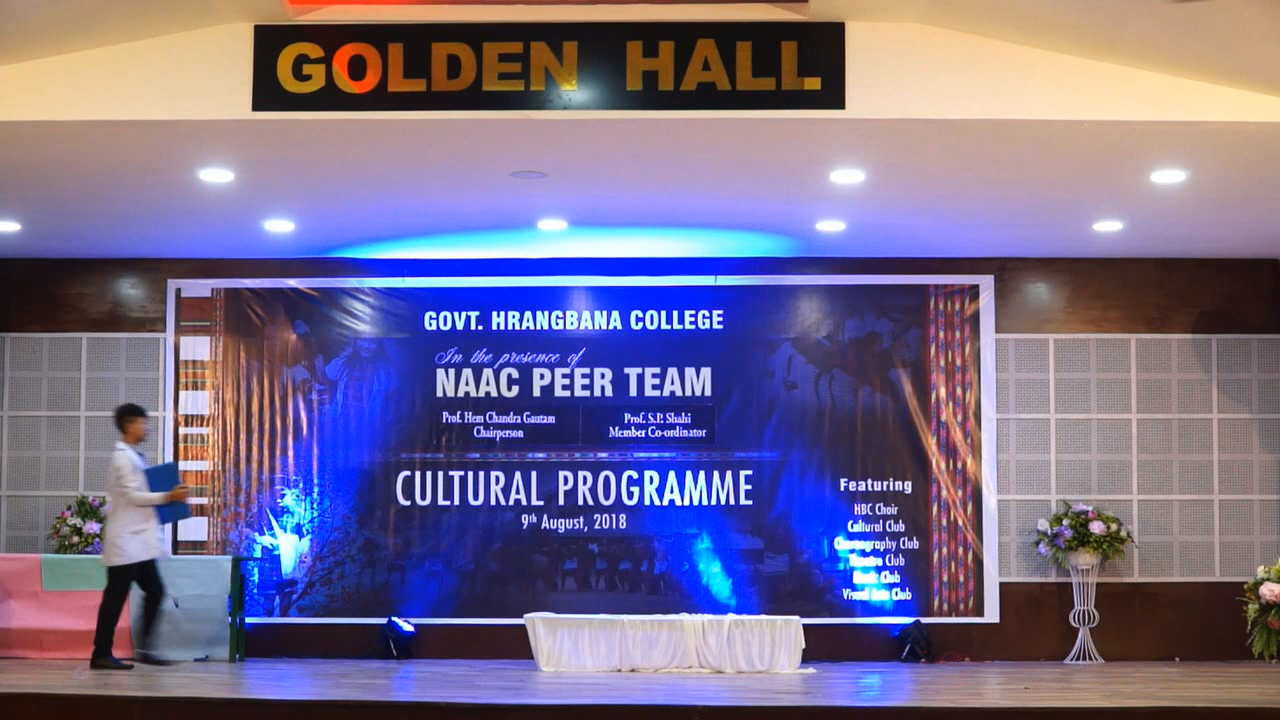 GOLDEN HALL
GOVT. HRANGBANA COLLEGE
In the presence of
NAAC PEER TEAM
Prof. Hem Chandra Gautam
Chairperson
Prof. S.P. Shahi
Member Co-ordinator
CULTURAL PROGRAMME
9th August, 2018
Featuring
HBC Choir
Cultural Club
Choreography Club
Theatre Club
Music Club
Visual Arts Club